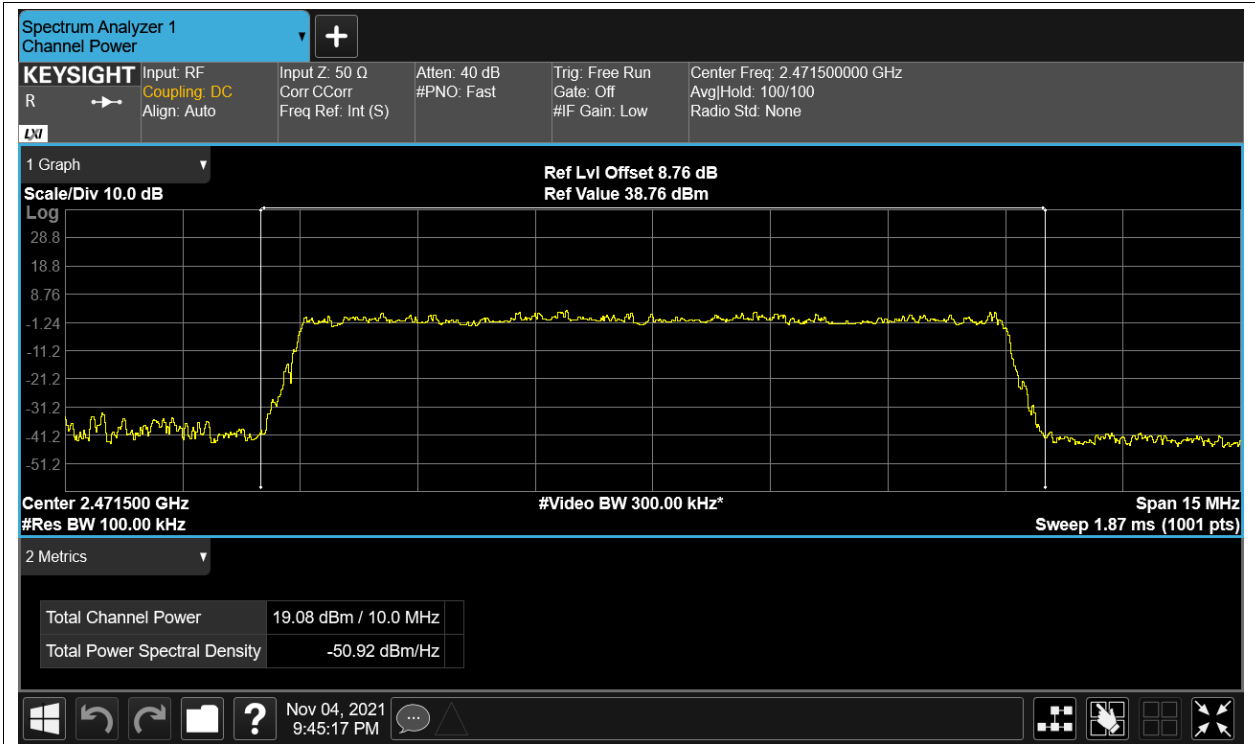 Spectrum Analyzer 1
Channel Power
KEYSIGHT
R
LXI
Input: RF
Coupling: DC
Align: Auto
Input Z: 50 Ω
Corr CCorr
Freq Ref: Int (S)
Atten: 40 dB
#PNO: Fast
Trig: Free Run
Gate: Off
#IF Gain: Low
Center Freq: 2.471500000 GHz
Avg|Hold: 100/100
Radio Std: None
1 Graph
Scale/Div 10.0 dB
Ref Lvl Offset 8.76 dB
Ref Value 38.76 dBm
Log
28.8
18.8
8.76
-1.24
-11.2
-21.2
-31.2
-41.2
-51.2
Center 2.471500 GHz
#Res BW 100.00 kHz
#Video BW 300.00 kHz*
Span 15 MHz
Sweep 1.87 ms (1001 pts)
2 Metrics
Total Channel Power 19.08 dBm / 10.0 MHz
Total Power Spectral Density -50.92 dBm/Hz
?
Nov 04, 2021
9:45:17 PM